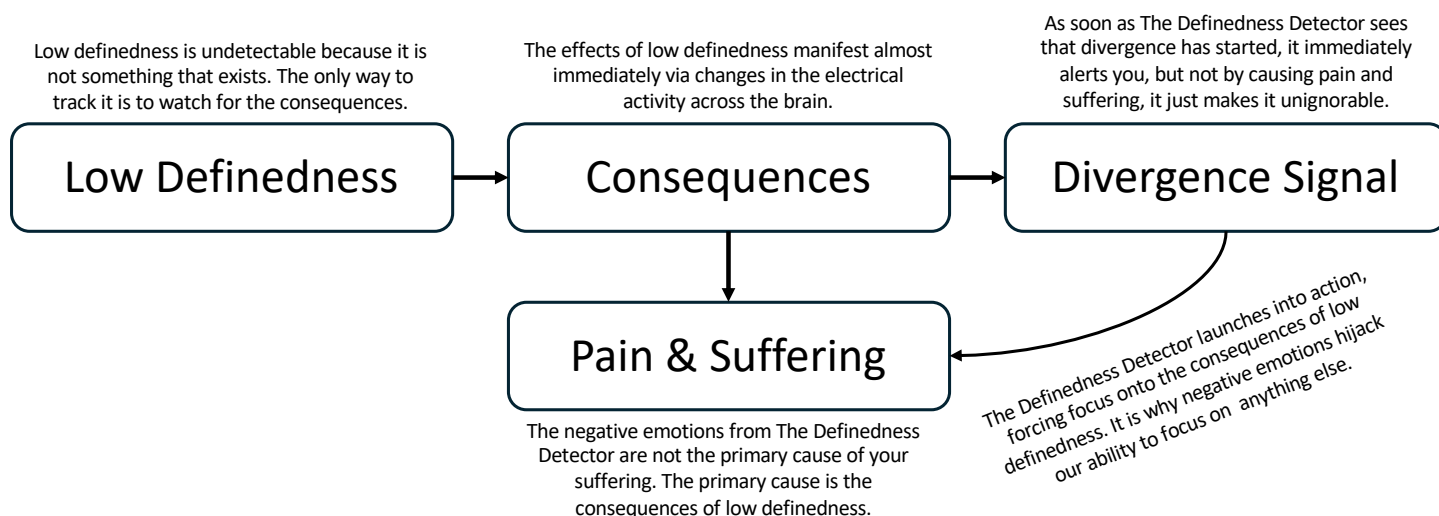 Low definedness is undetectable because it is
not something that exists. The only way to
track it is to watch for the consequences.
Low Definedness
The effects of low definedness manifest almost
immediately via changes in the electrical
activity across the brain.
Consequences
As soon as The Definedness Detector sees
that divergence has started, it immediately
alerts you, but not by causing pain and
suffering, it just makes it unignorable.
Divergence Signal
Pain & Suffering
The negative emotions from The Definedness
Detector are not the primary cause of your
suffering. The primary cause is the
consequences of low definedness.
The Definedness Detector launches into action,
forcing focus onto the consequences of low
definedness. It is why negative emotions hijack
our ability to focus on anything else.